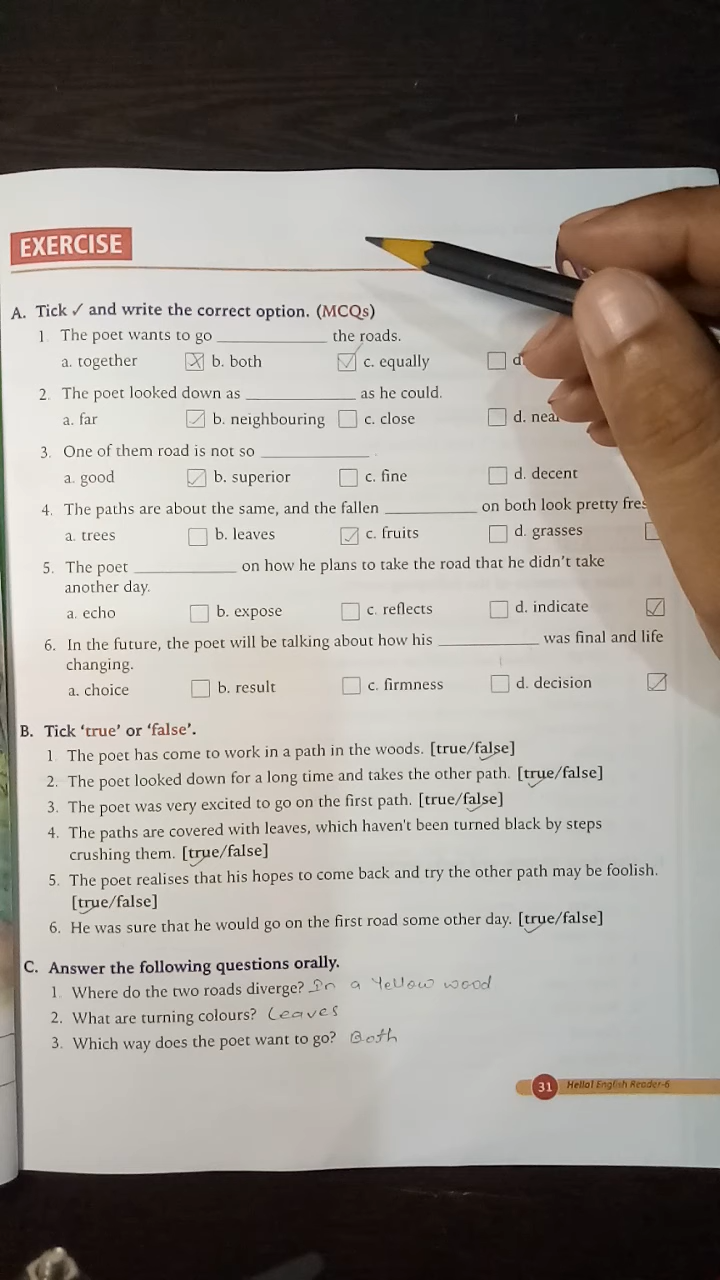 EXERCISE
A. Tick ✓ and write the correct option. (MCQs)
1. The poet wants to go ____________ the roads.
a. together b. both c. equally d.
2. The poet looked down as ____________ as he could.
a. far b. neighbouring c. close d.
3. One of them road is not so ____________.
a. good b. superior c. fine d. decent
4. The paths are about the same, and the fallen __________ on both look pretty
a. trees b. leaves c. fruits d. grasses
5. The poet ___________ on how he plans to take the road that he didn't take
another day.
a. echo b. expose c. reflects d. indicate
6. In the future, the poet will be talking about how his ___________ was final and life
changing.
a. choice b. result c. firmness d. decision
B. Tick 'true' or 'false'.
1. The poet has come to work in a path in the woods. [true/false]
2. The poet looked down for a long time and takes the other path. [true/false]
3. The poet was very excited to go on the first path. [true/false]
4. The paths are covered with leaves, which haven't been turned black by steps
crushing them. [true/false]
5. The poet realises that his hopes to come back and try the other path may be foolish.
[true/false]
6. He was sure that he would go on the first road some other day. [true/false]
C. Answer the following questions orally.
1. Where do the two roads diverge? In a Yellow wood
2. What are turning colours? Leaves
3. Which way does the poet want to go? Both
31 Hello! English Reader-6